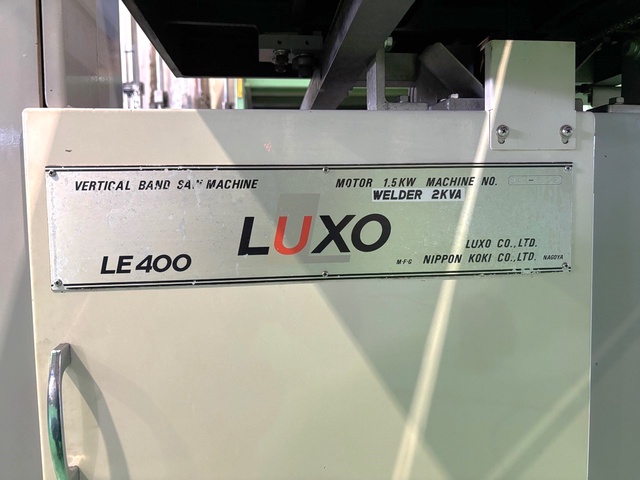 VERTICAL BAND SAW MACHINE
MOTOR 1.5KW MACHINE NO.
WELDER 2KVA
LUXO
LE400
LUXO CO.,LTD.
M·F·G NIPPON KOKI CO.,LTD. NAGOYA